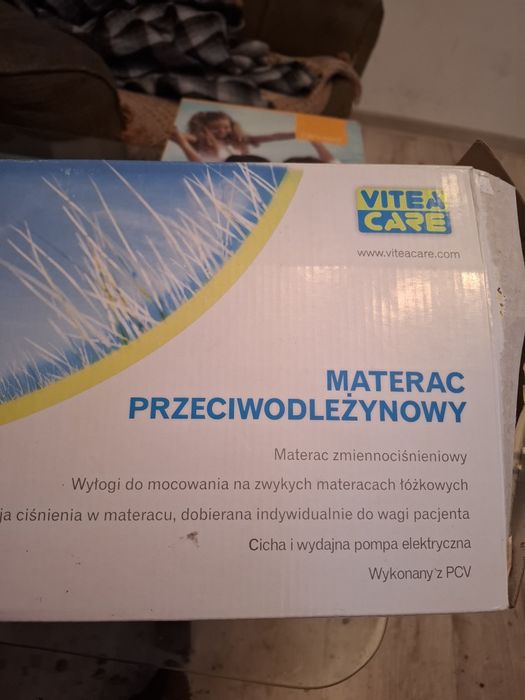 VITEA
CARE
www.viteacare.com
MATERAC
PRZECIWODLEŻYNOWY
Materac zmiennociśnieniowy
Wyłogi do mocowania na zwykych materacach łóżkowych
ciśnienia w materacu, dobierana indywidualnie do wagi pacjenta
Cicha i wydajna pompa elektryczna
Wykonany z PCV